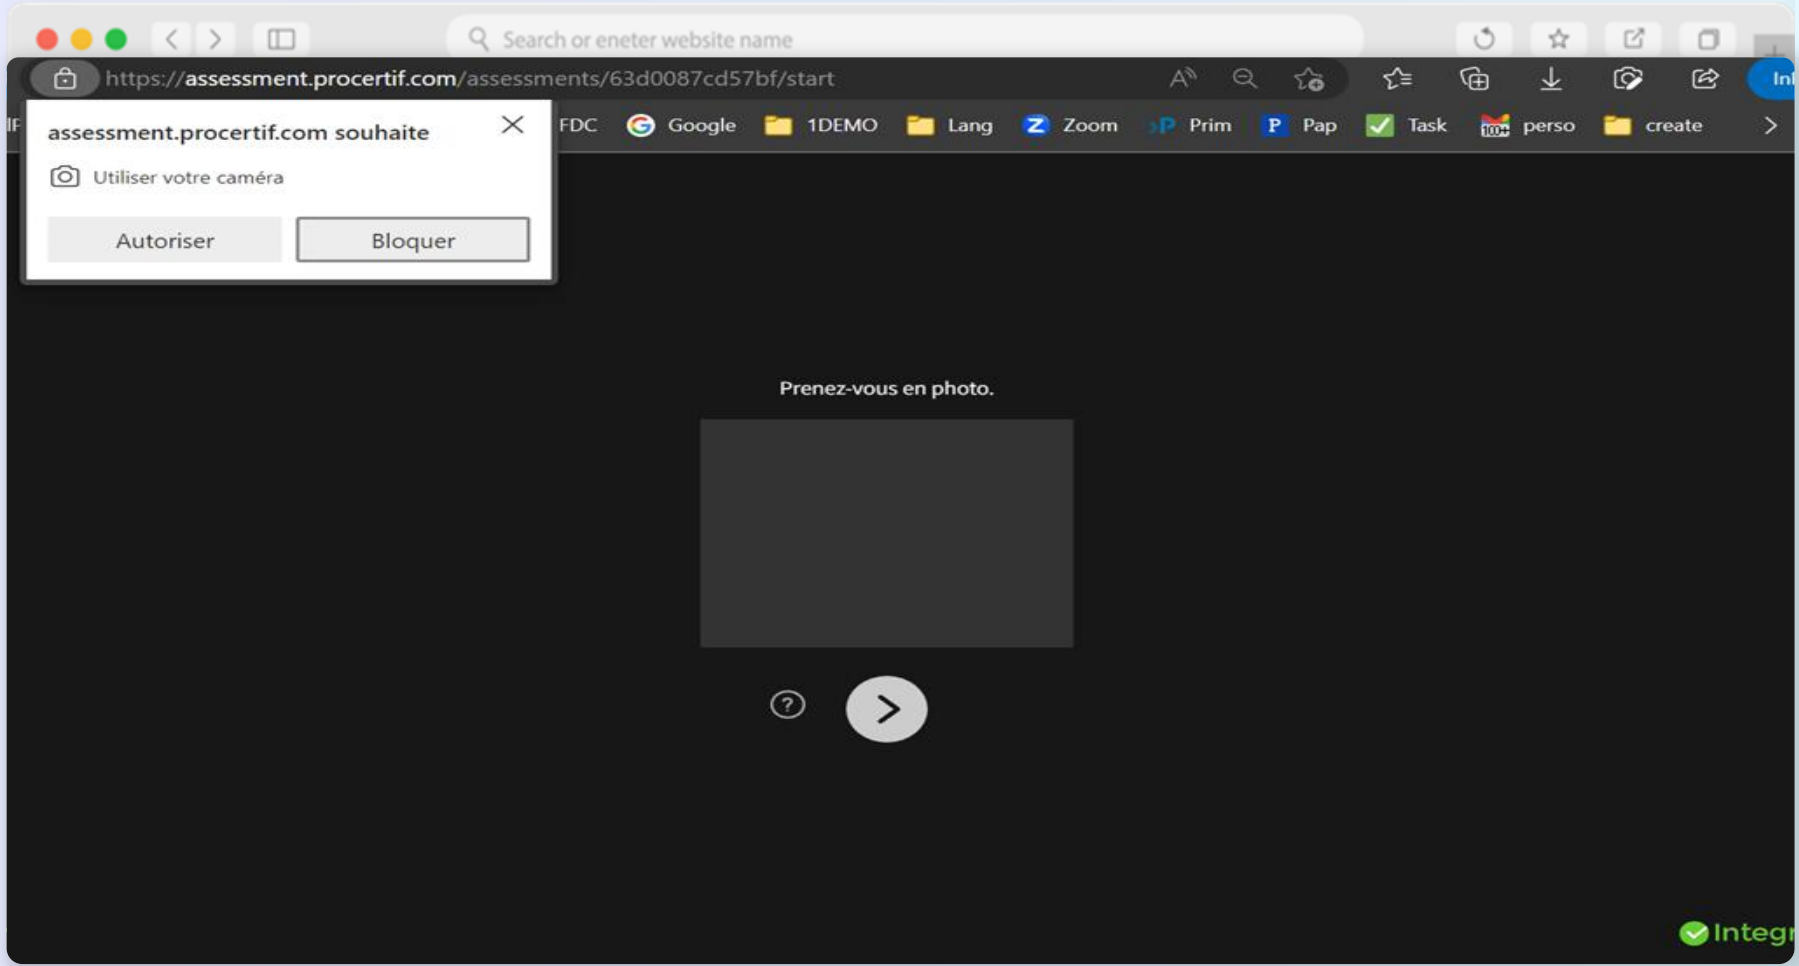 Search or eneter website name
https://assessment.procertif.com/assessments/63d0087cd57bf/start
FDC Google 1DEMO Lang Zoom Prim Pap Task perso create
assessment.procertif.com souhaite
Utiliser votre caméra
Autoriser Bloquer
Prenez-vous en photo.
?
Integr